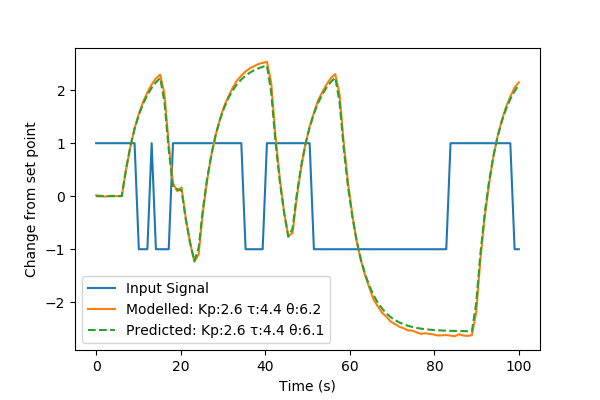 2
1
0
−1
−2
Change from set point
Input Signal
Modelled: Kp:2.6 τ:4.4 θ:6.2
Predicted: Kp:2.6 τ:4.4 θ:6.1
0 20 40 60 80 100
Time (s)